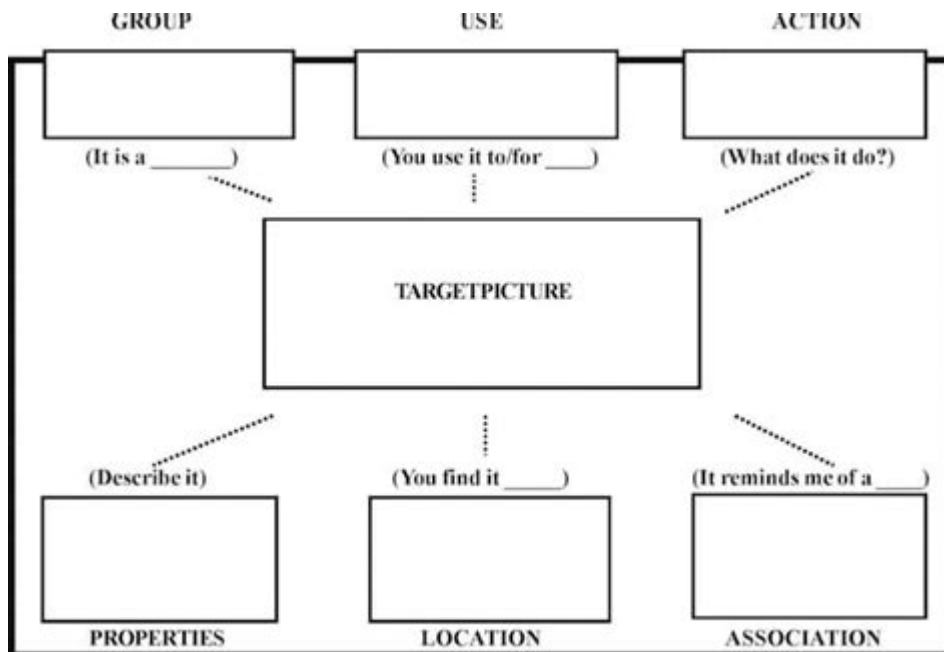 GROUP USE ACTION
(It is a _______) (You use it to/for ____) (What does it do?)
TARGETPICTURE
(Describe it) (You find it _____) (It reminds me of a ____)
PROPERTIES LOCATION ASSOCIATION